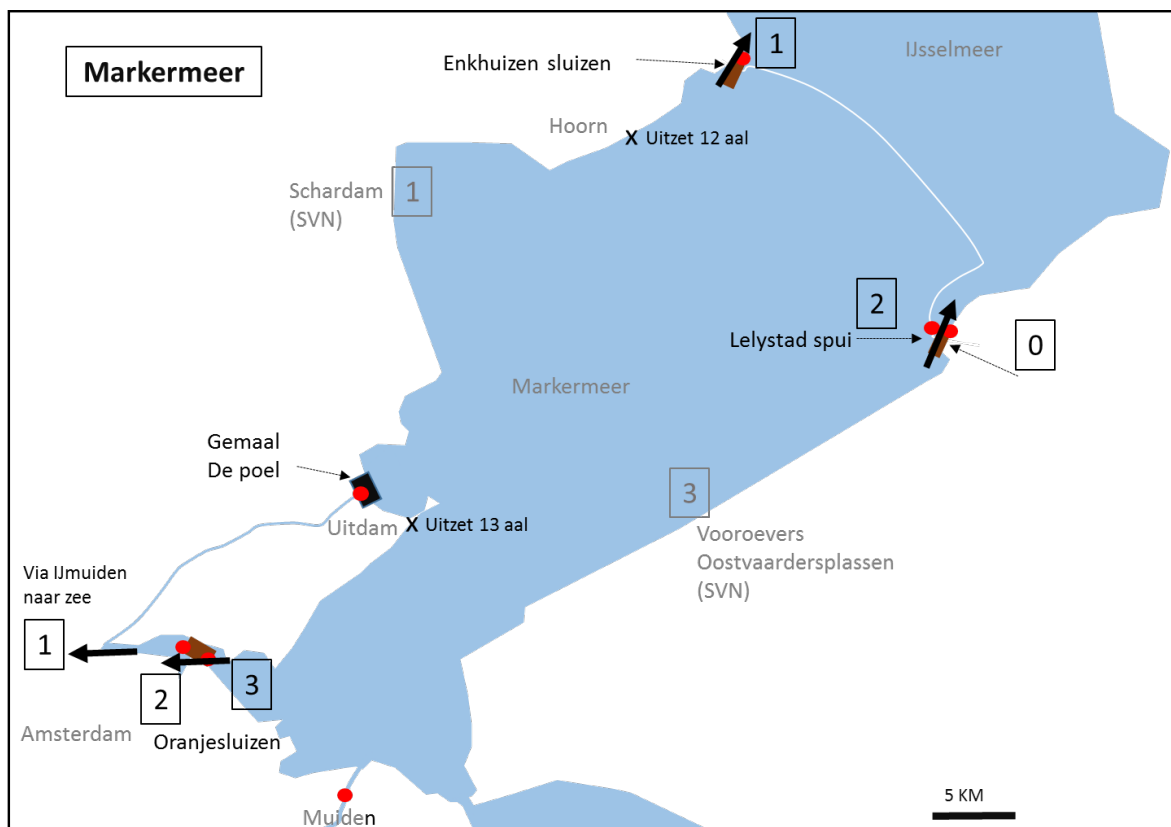 Markermeer
Enkhuizen sluizen
1
IJsselmeer
Hoorn
X Uitzet 12 aal
Schardam
(SVN)
1
2
Lelystad spui
0
Markermeer
Gemaal
De poel
3
Uitdam
X Uitzet 13 aal
Vooroevers
Oostvaardersplassen
(SVN)
Via IJmuiden
naar zee
1
2
3
Amsterdam
Oranjesluizen
5 KM
Muiden